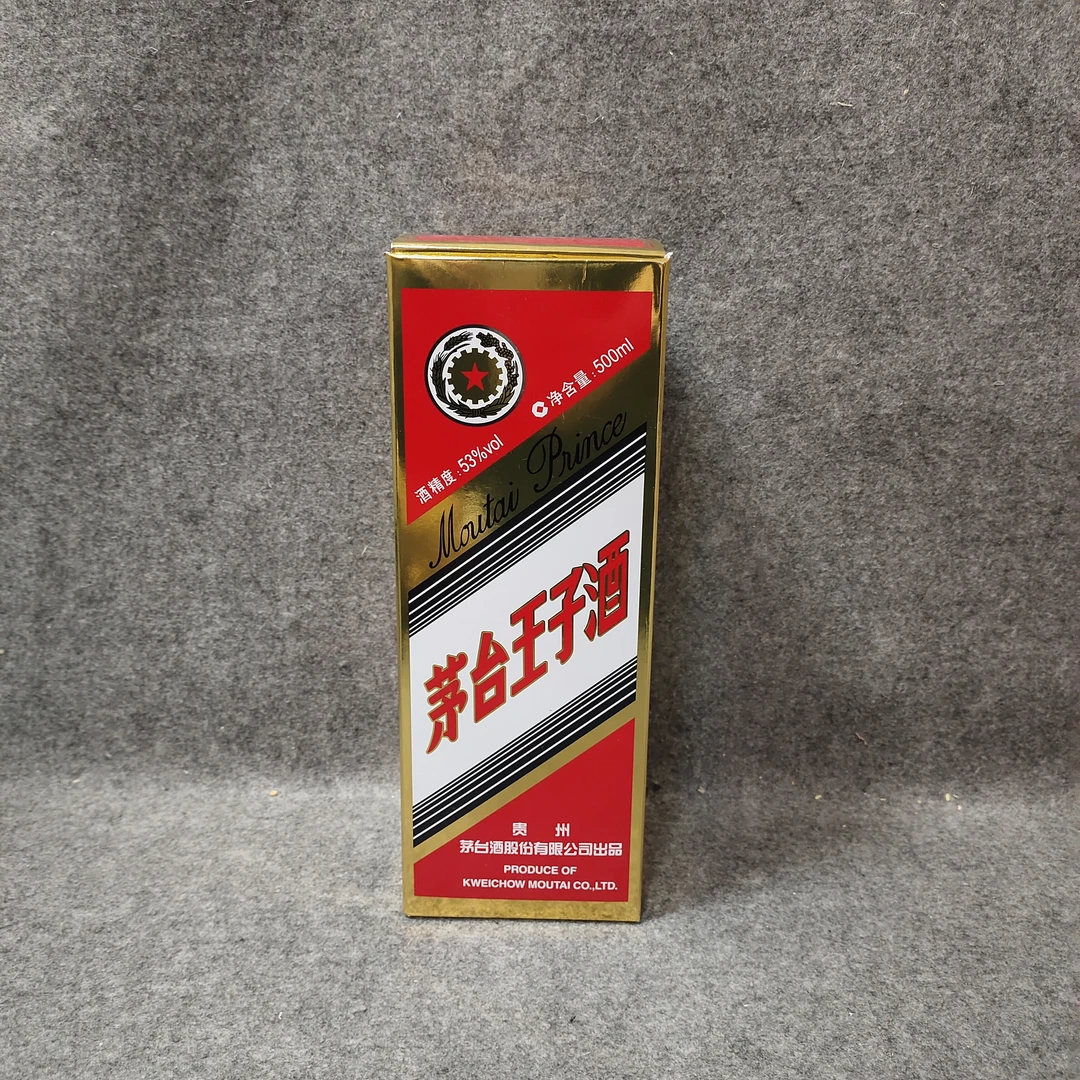 净含量:500ml
酒精度:53%vol
Moutai Prince
茅台王子酒
贵 州
茅台酒股份有限公司出品
PRODUCE OF
KWEICHOW MOUTAI CO.,LTD.